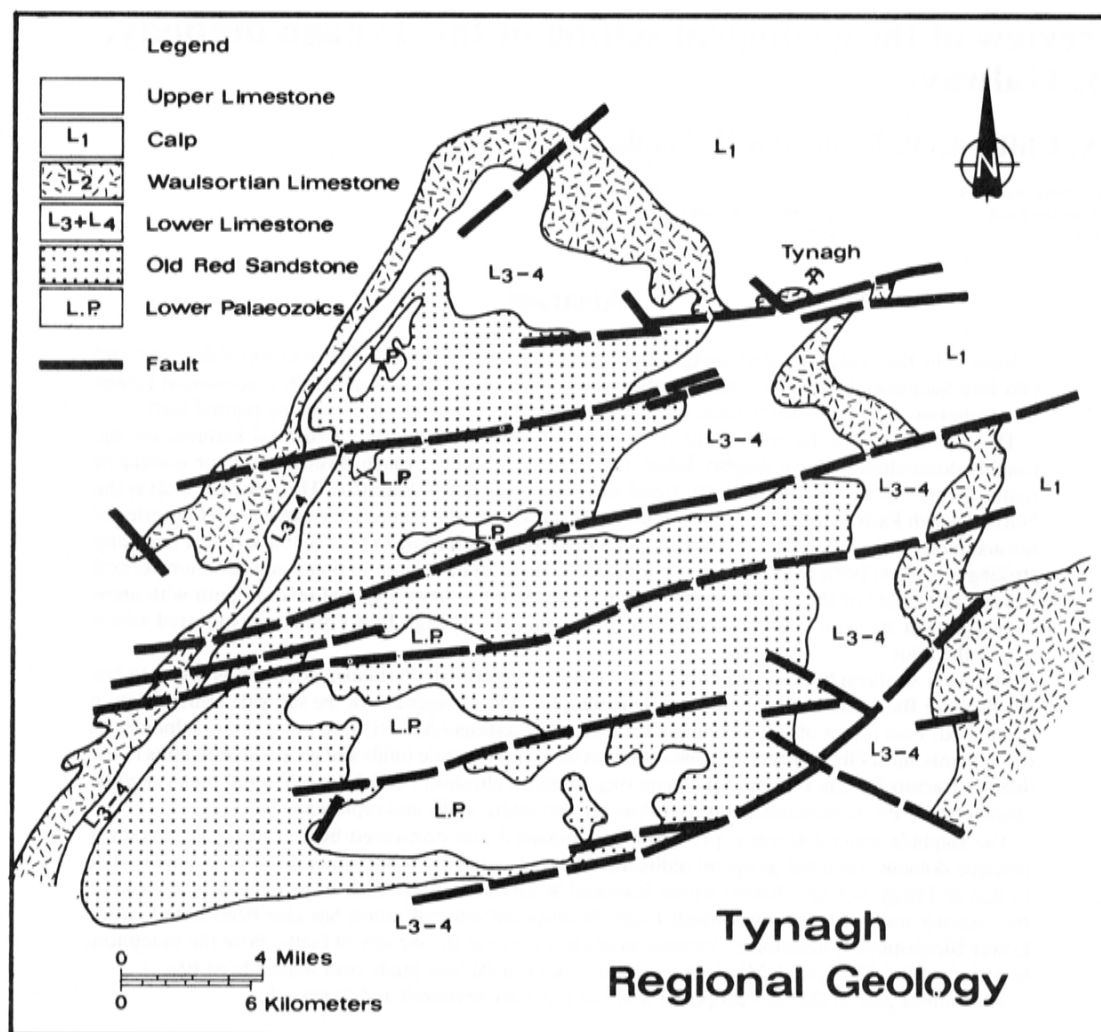 Legend
Upper Limestone
L₁ Calp
L₂ Waulsortian Limestone
L₃+L₄ Lower Limestone
Old Red Sandstone
L.P. Lower Palaeozoics
Fault
N
L₁
Tynagh
L₃₋₄
L.P.
L₁
L₃₋₄
L.P.
L₃₋₄
L₁
L₃₋₄
L.P.
L.P.
L₃₋₄
L.P.
L₃₋₄
L₃₋₄
L.P.
L₃₋₄
Tynagh
Regional Geology
0 4 Miles
0 6 Kilometers